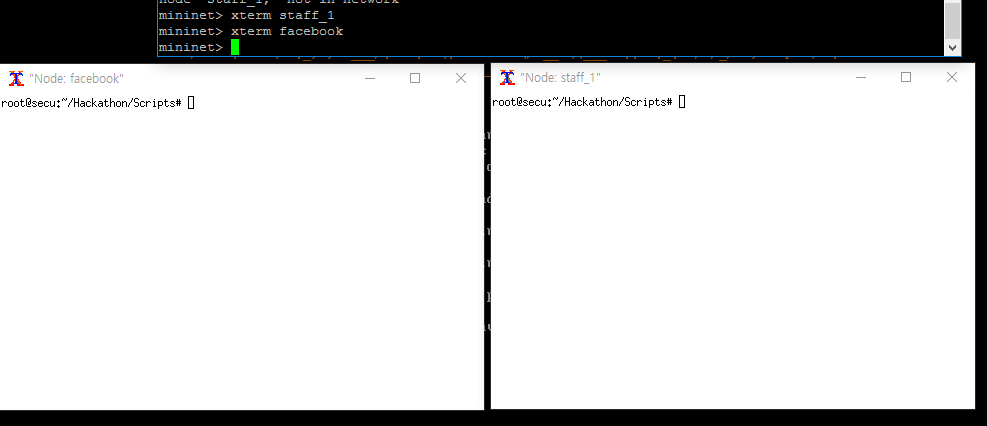 mininet> xterm staff_1
mininet> xterm facebook
mininet>
"Node: facebook"
root@secu:~/Hackathon/Scripts#
"Node: staff_1"
root@secu:~/Hackathon/Scripts#